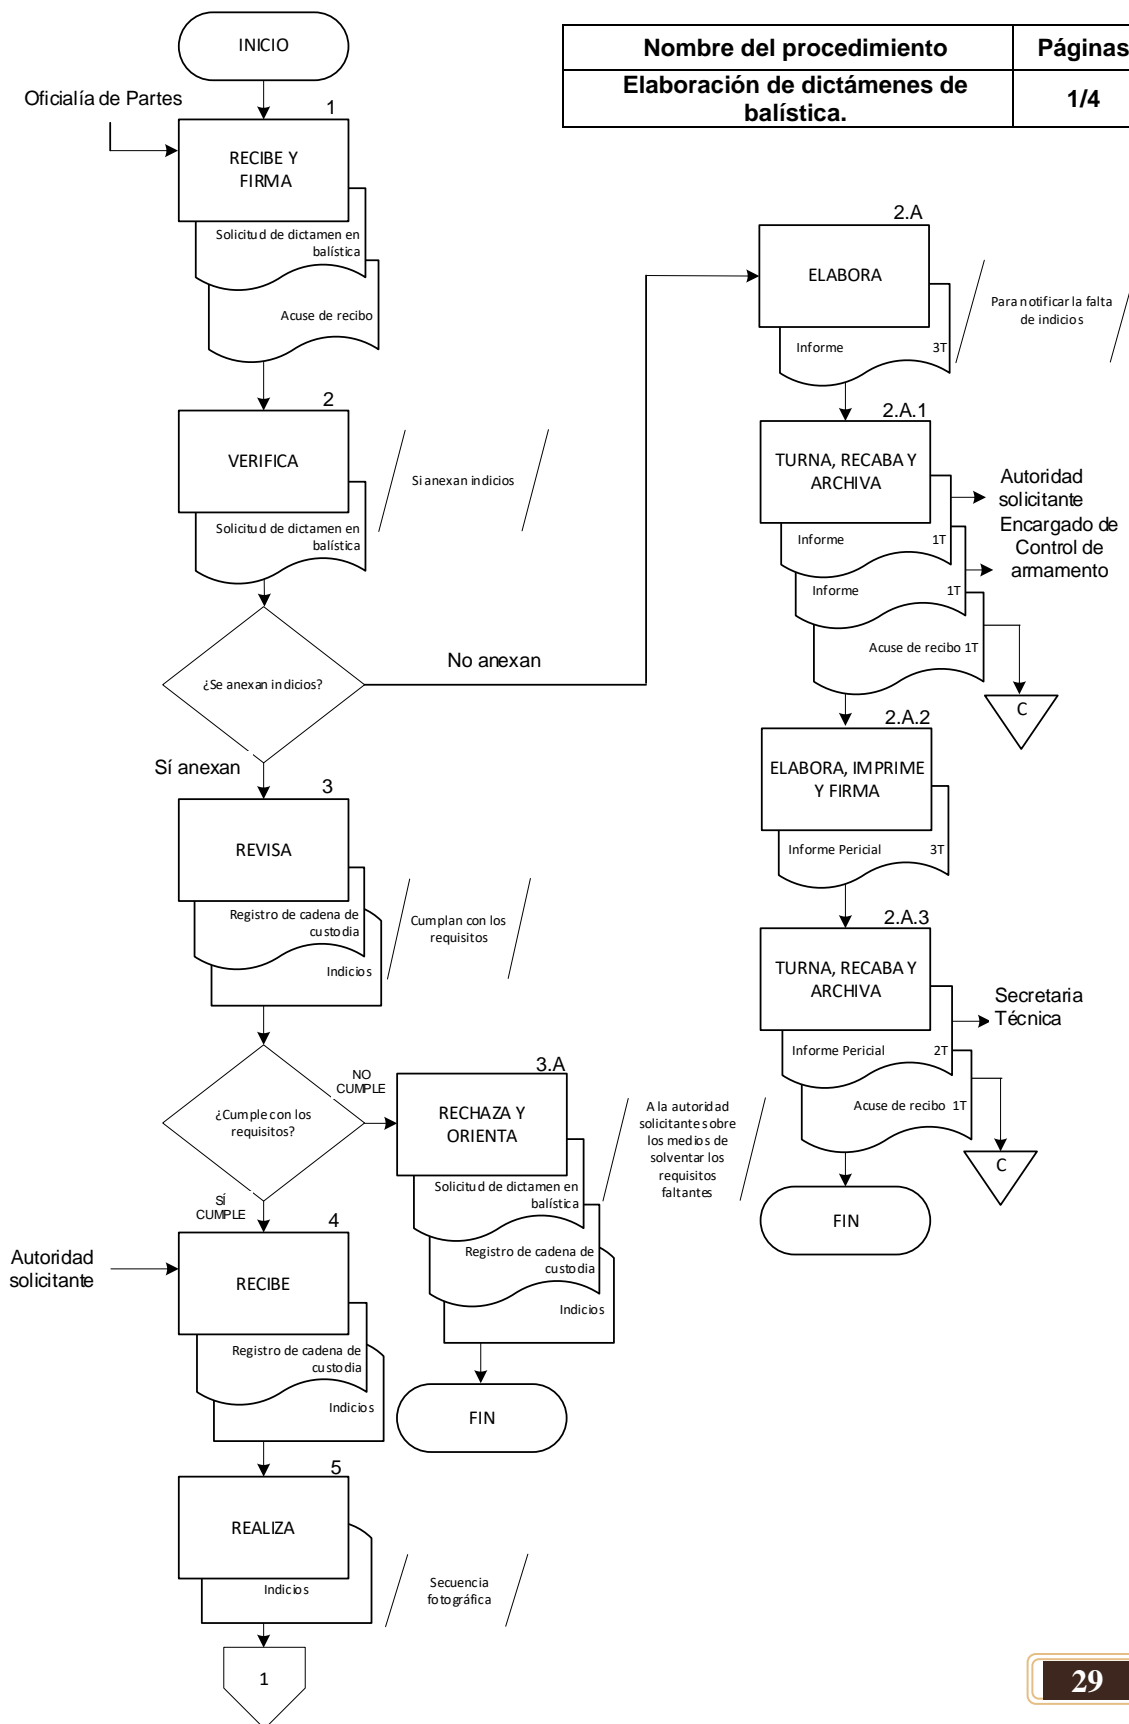 INICIO
Nombre del procedimiento
Páginas
Elaboración de dictámenes de
balística.
1/4
Oficialía de Partes
1
RECIBE Y
FIRMA
Solicitud de dictamen en
balística
Acuse de recibo
2
VERIFICA
Si anexan indicios
Solicitud de dictamen en
balística
¿Se anexan indicios?
No anexan
Sí anexan
3
REVISA
Registro de cadena de
custodia
Indicios
Cumplan con los
requisitos
¿Cumple con los
requisitos?
NO
CUMPLE
3.A
RECHAZA Y
ORIENTA
Solicitud de dictamen en
balística
Registro de cadena de
custodia
Indicios
A la autoridad
solicitante sobre
los medios de
solventar los
requisitos
faltantes
FIN
SÍ
CUMPLE
4
Autoridad
solicitante
RECIBE
Registro de cadena de
custodia
Indicios
5
REALIZA
Indicios
Secuencia
fotográfica
1
2.A
ELABORA
Informe 3T
Para notificar la falta
de indicios
2.A.1
TURNA, RECABA Y
ARCHIVA
Informe 1T
Autoridad
solicitante
Informe 1T
Encargado de
Control de
armamento
Acuse de recibo 1T
C
2.A.2
ELABORA, IMPRIME
Y FIRMA
Informe Pericial 3T
2.A.3
TURNA, RECABA Y
ARCHIVA
Informe Pericial 2T
Secretaria
Técnica
Acuse de recibo 1T
C
FIN
29